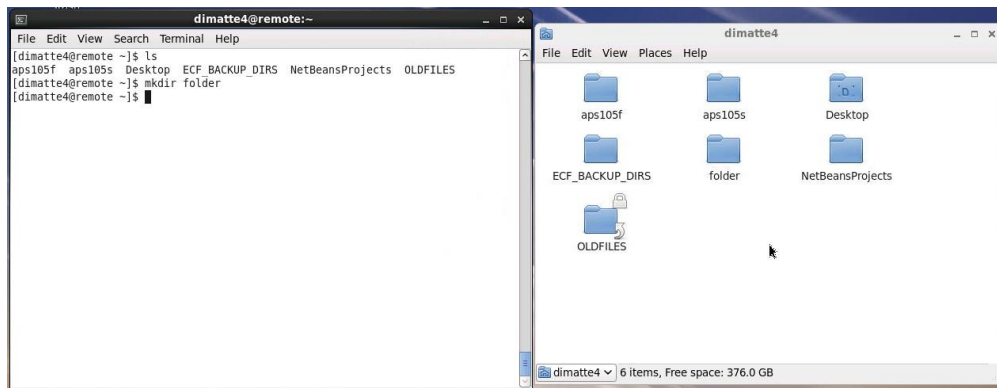 dimatte4@remote:~
File Edit View Search Terminal Help
[dimatte4@remote ~]$ ls
aps105f aps105s Desktop ECF_BACKUP_DIRS NetBeansProjects OLDFILES
[dimatte4@remote ~]$ mkdir folder
[dimatte4@remote ~]$
dimatte4
File Edit View Places Help
aps105f aps105s Desktop
ECF_BACKUP_DIRS folder NetBeansProjects
OLDFILES
dimatte4 6 items, Free space: 376.0 GB